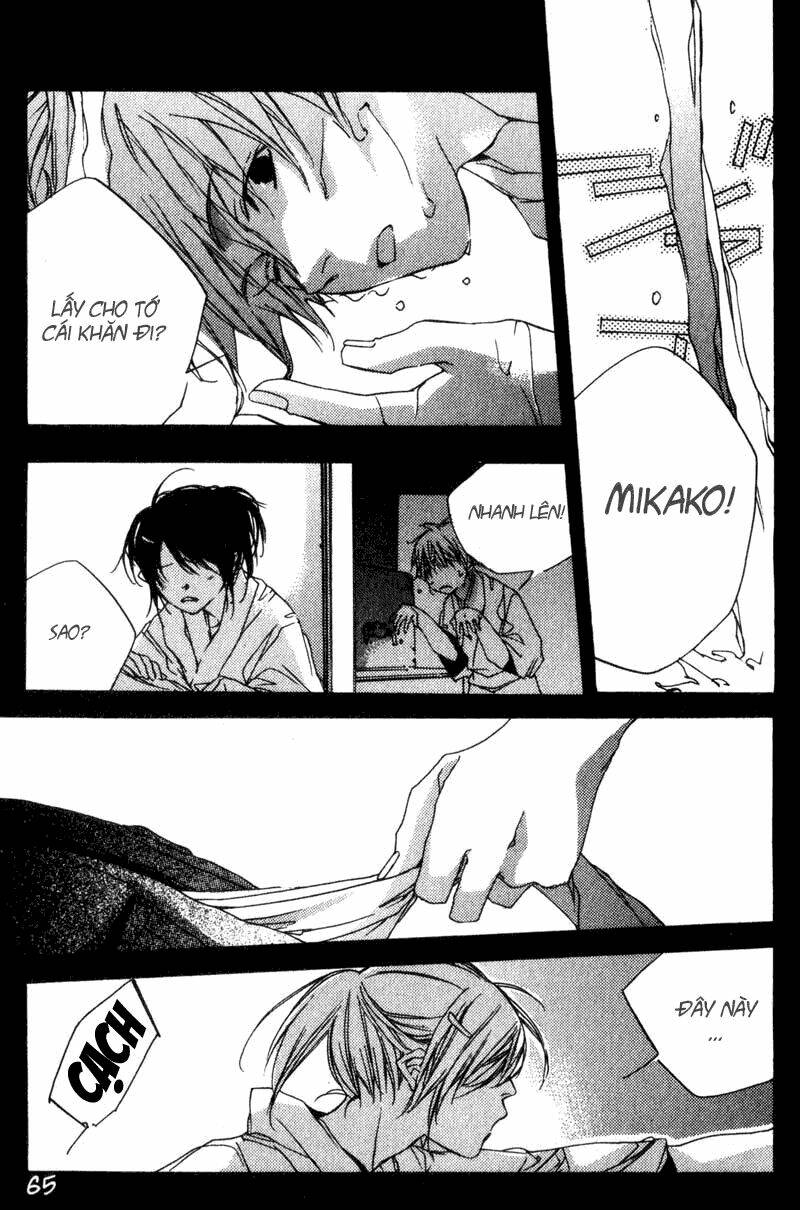 MIKAKO!
LẤY CHO TỚ
CÁI KHĂN ĐI?
NHANH LÊN!
SAO?
CẠCH
ĐÂY NÀY
...
65